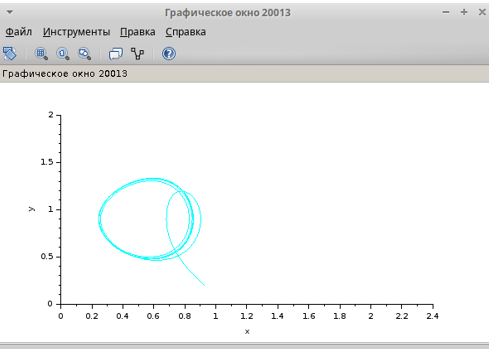 Графическое окно 20013
Файл Инструменты Правка Справка
Графическое окно 20013
2
1.5
y
1
0.5
0
0 0.2 0.4 0.6 0.8 1 1.2 1.4 1.6 1.8 2 2.2 2.4
x